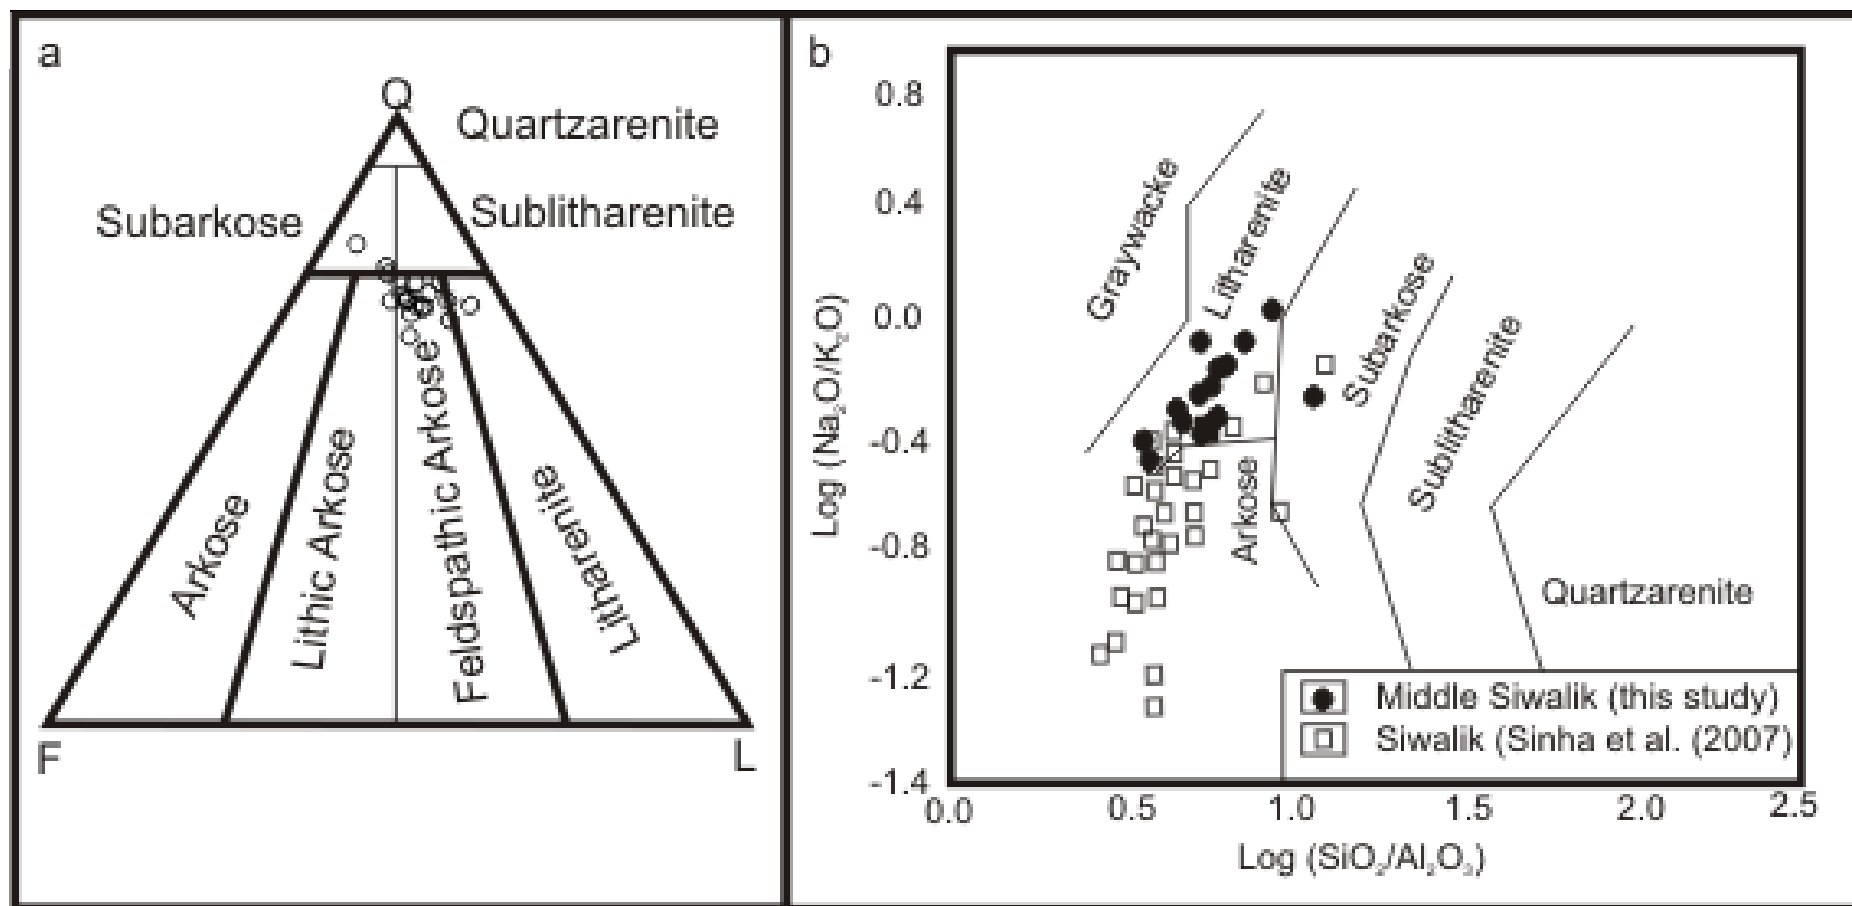 a
Q
Quartzarenite
Subarkose
Sublitharenite
Arkose
Lithic Arkose
Feldspathic Arkose
Litharenite
F
L
b
0.8
0.4
0.0
-0.4
-0.8
-1.2
-1.4
Log (Na₂O/K₂O)
Graywacke
Litharenite
Subarkose
Sublitharenite
Arkose
Quartzarenite
Middle Siwalik (this study)
Siwalik (Sinha et al. (2007)
0.0 0.5 1.0 1.5 2.0 2.5
Log (SiO₂/Al₂O₃)